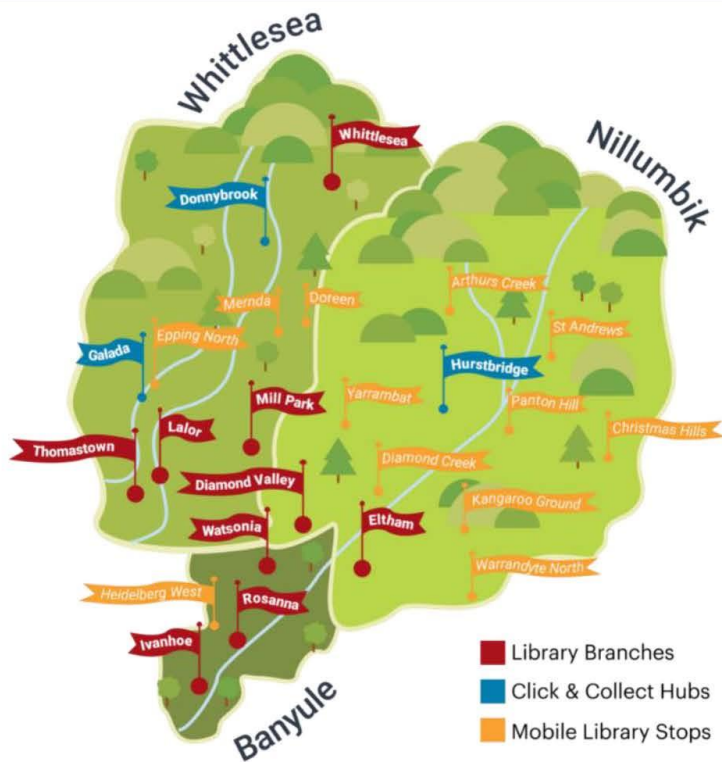 Whittlesea
Nillumbik
Whittlesea
Donnybrook
Arthurs Creek
Mernda
Doreen
St Andrews
Epping North
Galada
Hurstbridge
Mill Park
Yarrambat
Panton Hill
Lalor
Christmas Hills
Thomastown
Diamond Creek
Diamond Valley
Kangaroo Ground
Watsonia
Eltham
Warrandyte North
Heidelberg West
Rosanna
Ivanhoe
Banyule
Library Branches
Click & Collect Hubs
Mobile Library Stops